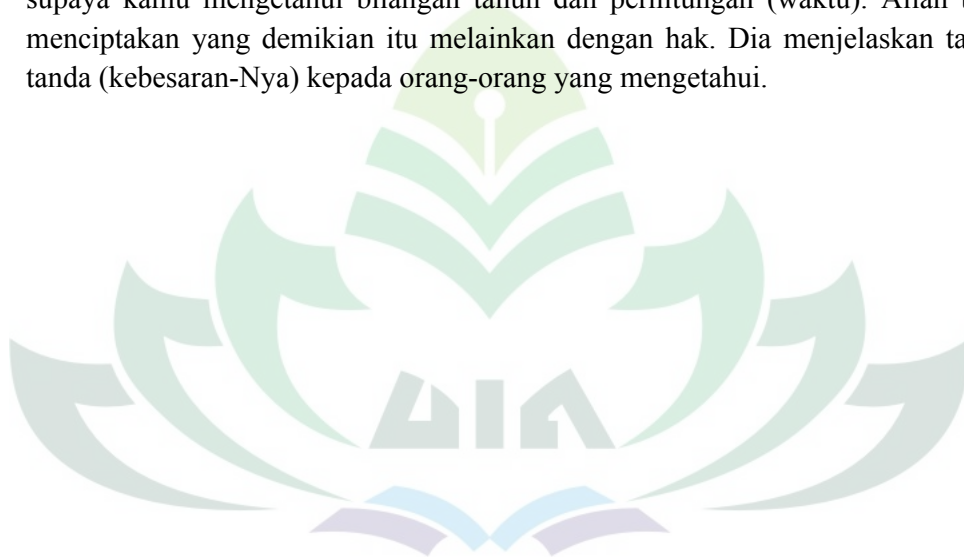 supaya kamu mengetahui bilangan tahun dan perhitungan (waktu). Allah
menciptakan yang demikian itu melainkan dengan hak. Dia menjelaskan
tanda (kebesaran-Nya) kepada orang-orang yang mengetahui.